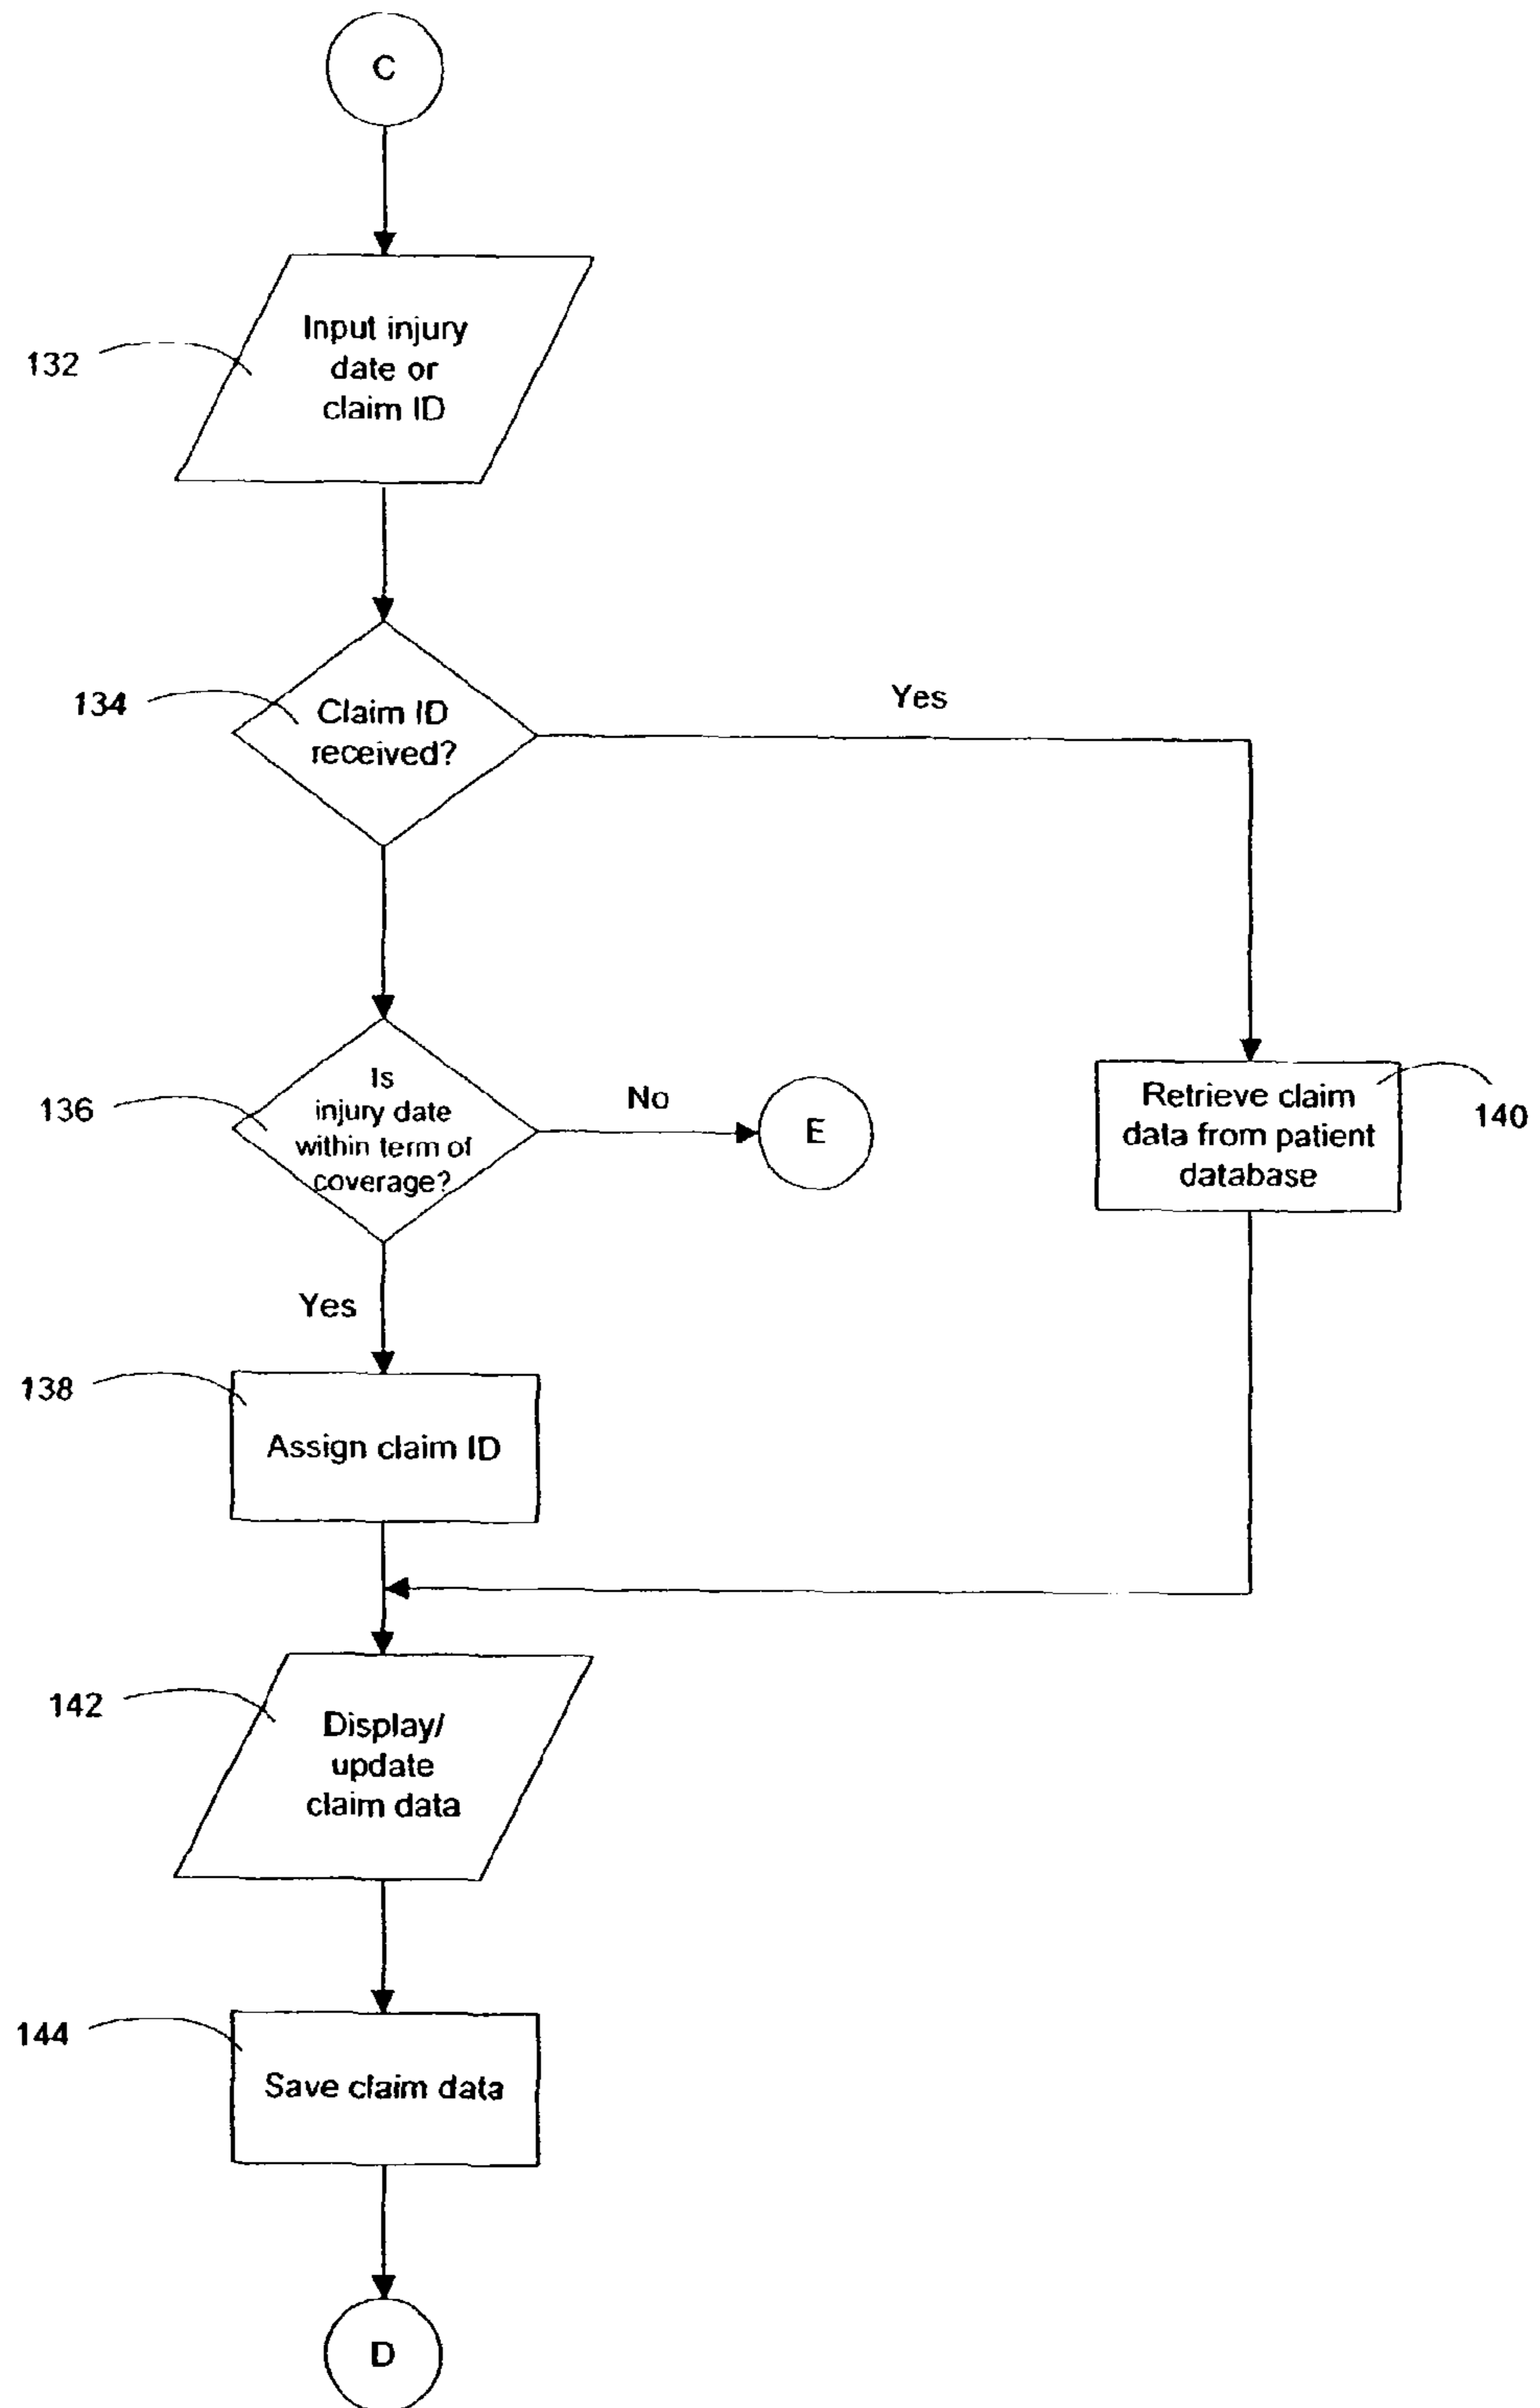 C
132
Input injury
date or
claim ID
134
Claim ID
received?
Yes
136
Is
injury date
within term of
coverage?
No
E
Retrieve claim
data from patient
database
140
Yes
138
Assign claim ID
142
Display/
update
claim data
144
Save claim data
D